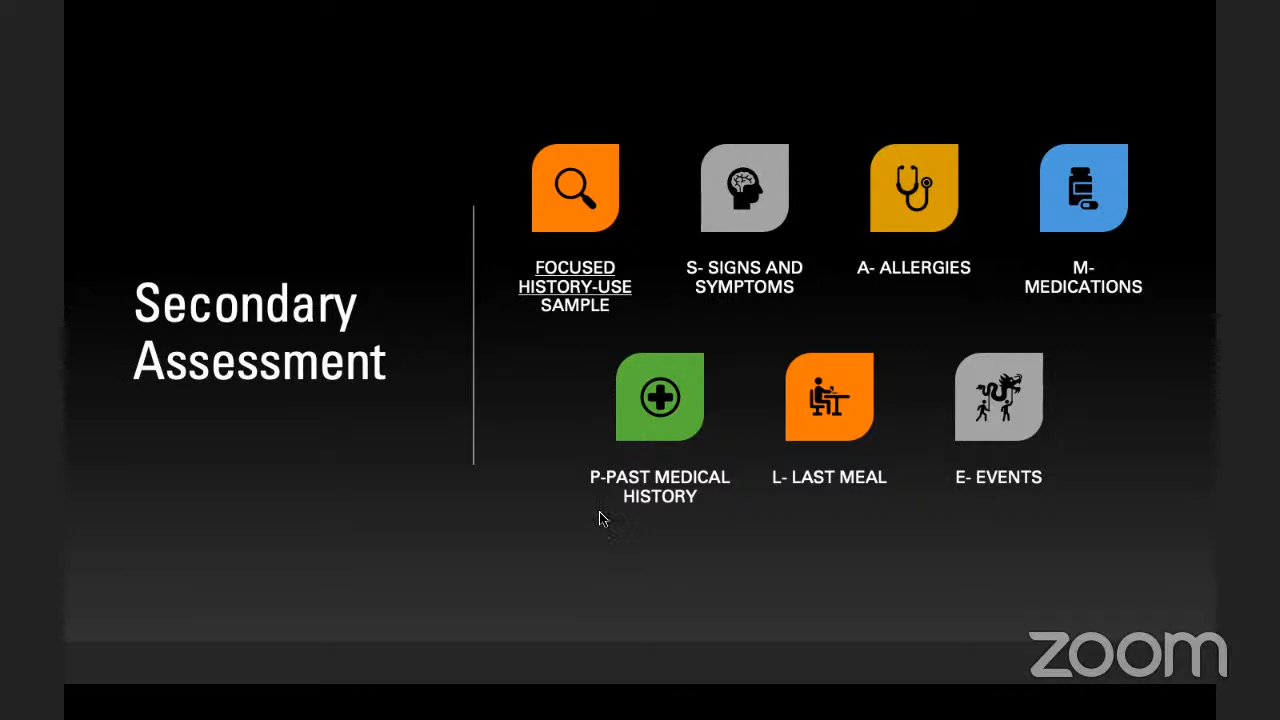 Secondary
Assessment
FOCUSED
HISTORY-USE
SAMPLE
S- SIGNS AND
SYMPTOMS
A- ALLERGIES
M-
MEDICATIONS
P-PAST MEDICAL
HISTORY
L- LAST MEAL
E- EVENTS
zoom